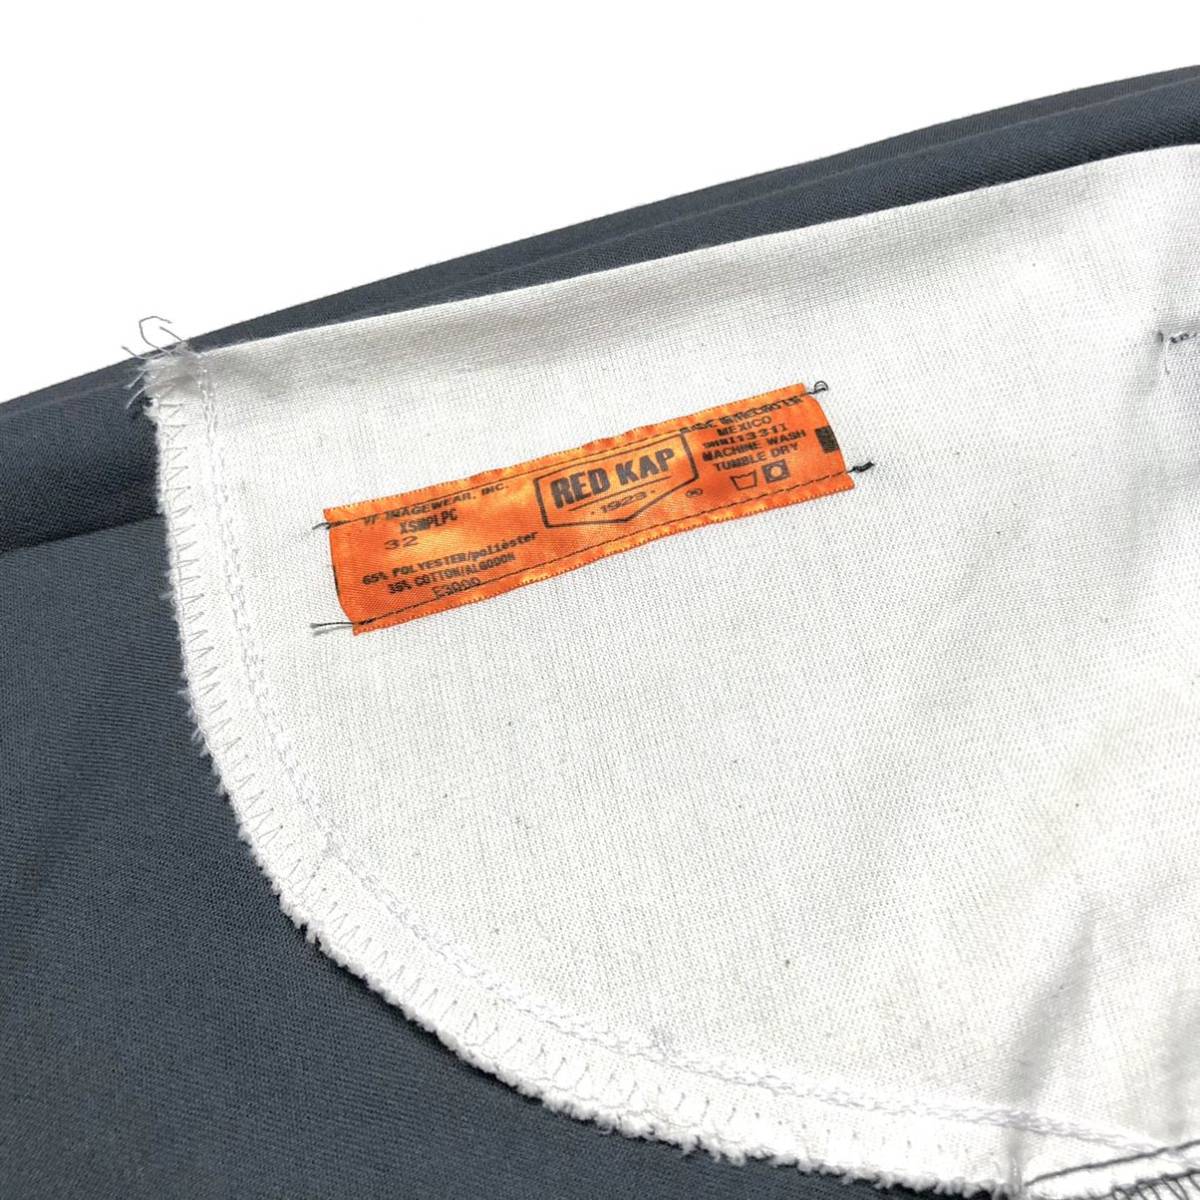 VF IMAGEWEAR, INC.
32
65% POLYESTER/poliéster
35% COTTON/ALGODON
RED KAP
®
·1923·
MEXICO
MACHINE WASH
TUMBLE DRY